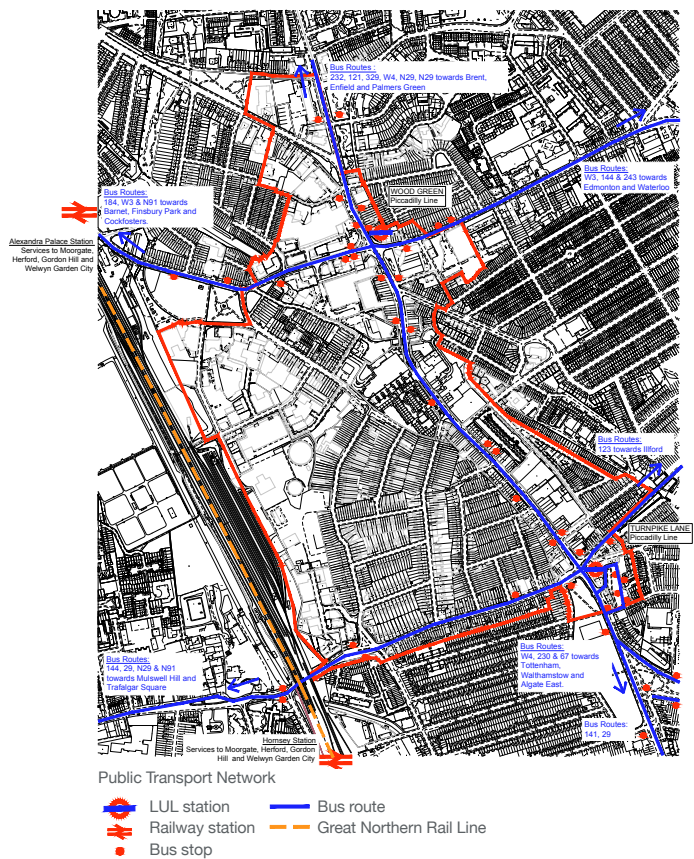 Bus Routes :
232, 121, 329, W4, N29, N29 towards Brent,
Enfield and Palmers Green
Bus Routes:
W3, 144 & 243 towards
Edmonton and Waterloo
WOOD GREEN
Piccadilly Line
Bus Routes:
184, W3 & N91 towards
Barnet, Finsbury Park and
Cockfosters.
Alexandra Palace Station
Services to Moorgate,
Herford, Gordon Hill and
Welwyn Garden City
Bus Routes:
123 towards Illford
TURNPIKE LANE
Piccadilly Line
Bus Routes:
W4, 230 & 67 towards
Tottenham,
Walthamstow and
Algate East.
Bus Routes:
144, 29, N29 & N91
towards Mulswell Hill and
Trafalgar Square
Bus Routes:
141, 29
Hornsey Station
Services to Moorgate, Herford, Gordon
Hill and Welwyn Garden City
Public Transport Network
LUL station
Bus route
Railway station
Great Northern Rail Line
Bus stop